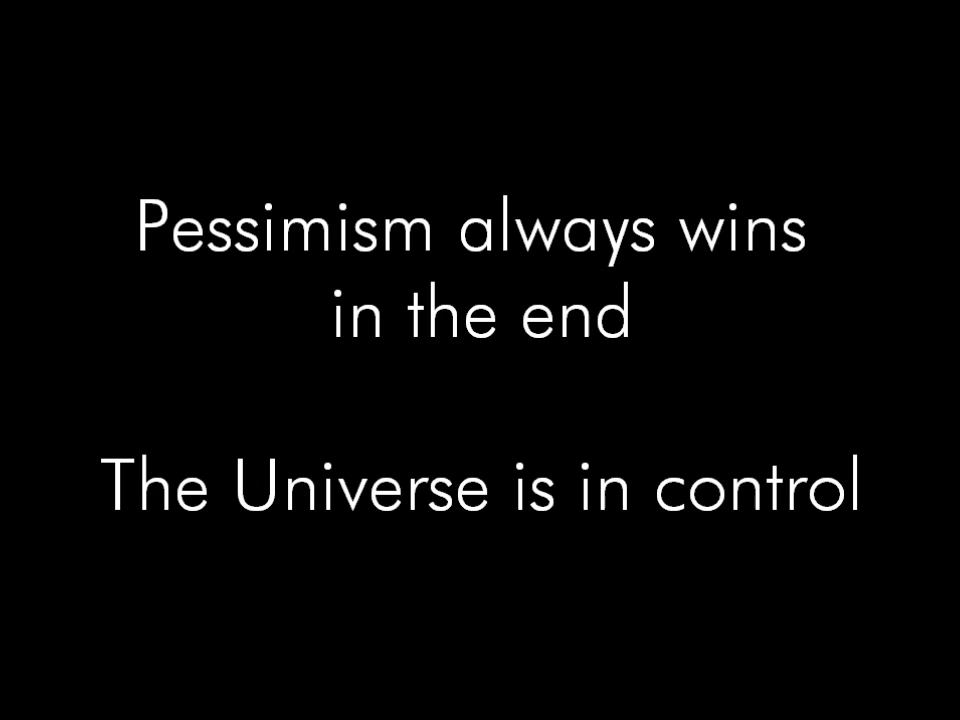 Pessimism always wins
in the end
The Universe is in control